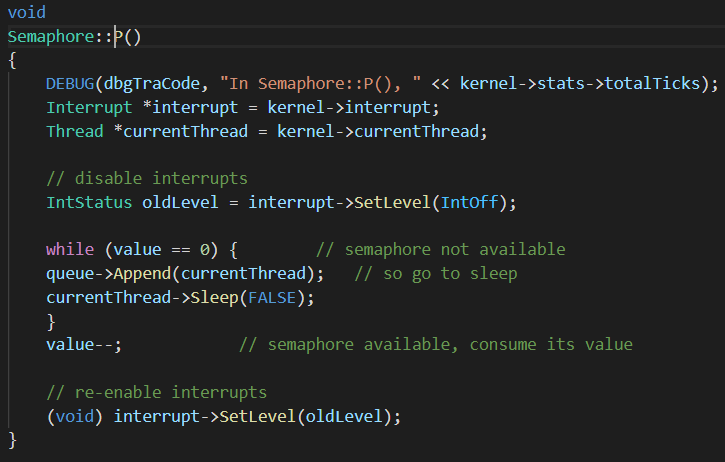 void
Semaphore::P()
{
    DEBUG(dbgTraCode, "In Semaphore::P(), " << kernel->stats->totalTicks);
    Interrupt *interrupt = kernel->interrupt;
    Thread *currentThread = kernel->currentThread;

    // disable interrupts
    IntStatus oldLevel = interrupt->SetLevel(IntOff);

    while (value == 0) {        // semaphore not available
    queue->Append(currentThread);   // so go to sleep
    currentThread->Sleep(FALSE);
    }
    value--;            // semaphore available, consume its value

    // re-enable interrupts
    (void) interrupt->SetLevel(oldLevel);
}